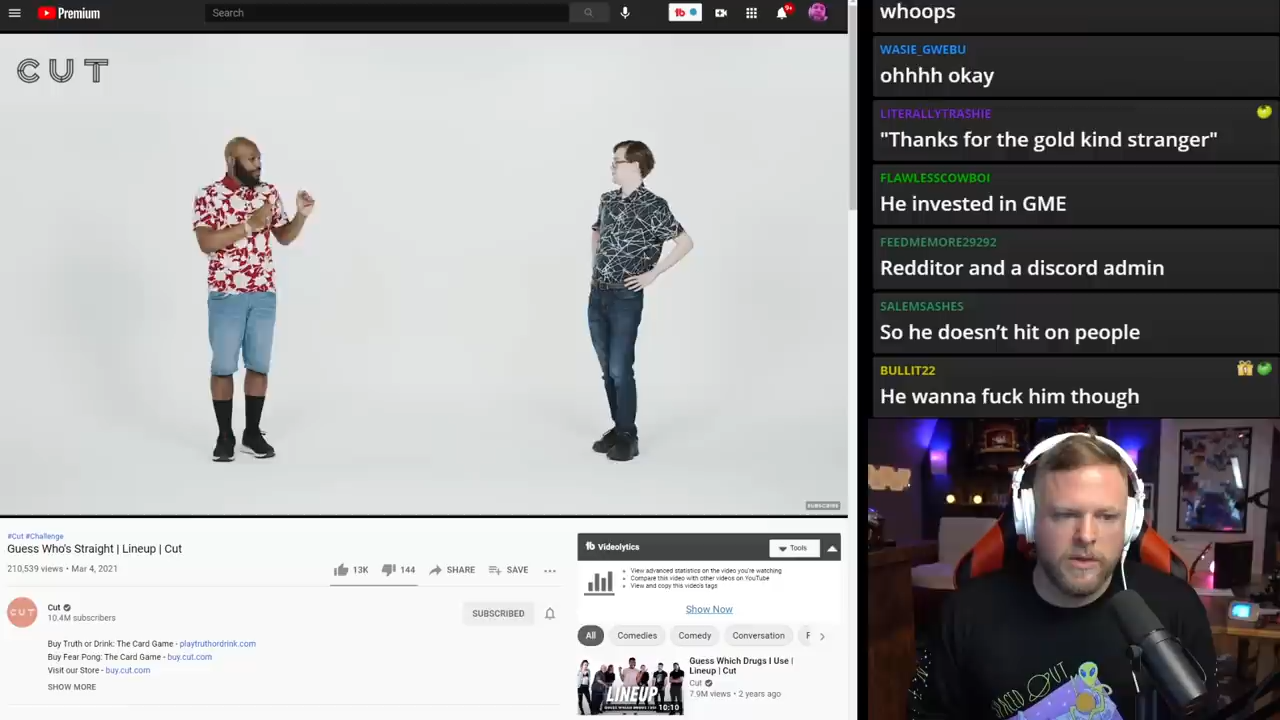 Premium
Search
9+
CUT
SUBSCRIBE
#Cut #Challenge
Guess Who's Straight | Lineup | Cut
210,539 views • Mar 4, 2021
13K
144
SHARE
SAVE
CUT
Cut
10.4M subscribers
SUBSCRIBED
Buy Truth or Drink: The Card Game - playtruthordrink.com
Buy Fear Pong: The Card Game - buy.cut.com
Visit our Store - buy.cut.com
SHOW MORE
Videolytics
Tools
View advanced statistics on the video you're watching
Compare this video with other videos on YouTube
View and copy this video's tags
Show Now
All
Comedies
Comedy
Conversation
LINEUP
10:10
Guess Which Drugs I Use |
Lineup | Cut
Cut
7.9M views • 2 years ago
whoops
WASIE_GWEBU
ohhhh okay
LITERALLYTRASHIE
"Thanks for the gold kind stranger"
FLAWLESSCOWBOI
He invested in GME
FEEDMEMORE29292
Redditor and a discord admin
SALEMSASHES
So he doesn’t hit on people
BULLIT22
He wanna fuck him though
SPACED OUT